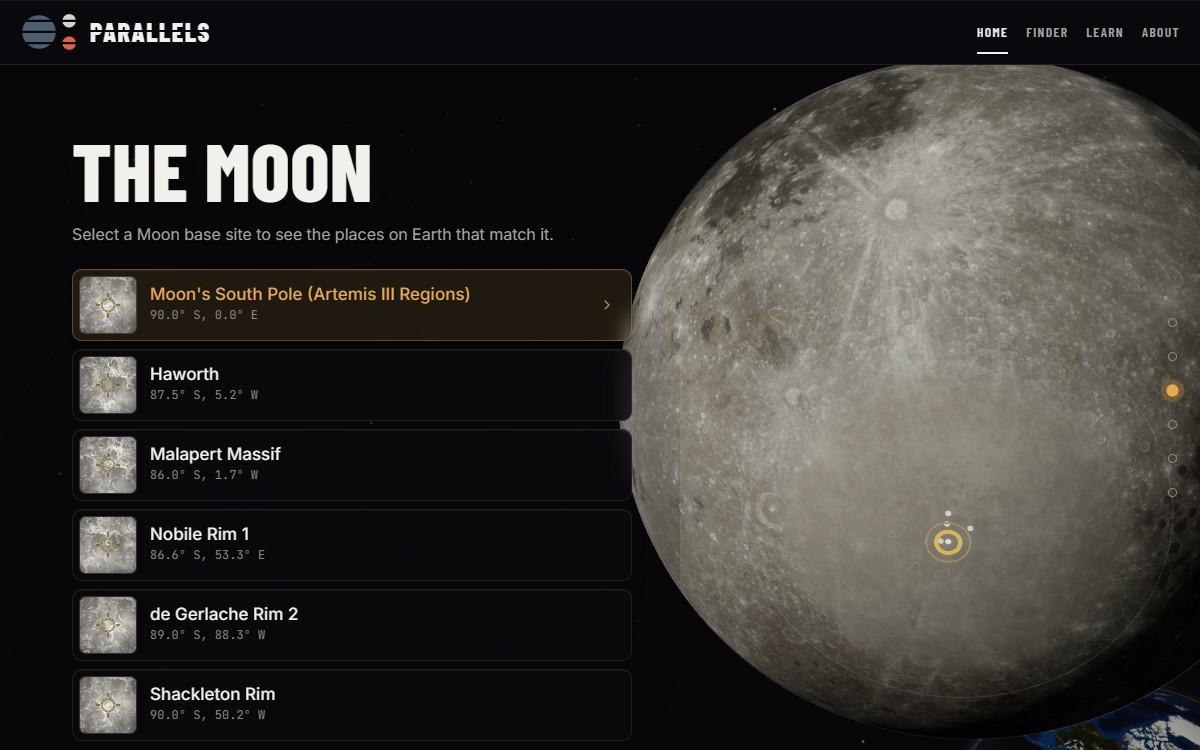 PARALLELS
HOME FINDER LEARN ABOUT
THE MOON
Select a Moon base site to see the places on Earth that match it.
Moon's South Pole (Artemis III Regions)
90.0° S, 0.0° E
Haworth
87.5° S, 5.2° W
Malapert Massif
86.0° S, 1.7° W
Nobile Rim 1
86.6° S, 53.3° E
de Gerlache Rim 2
89.0° S, 88.3° W
Shackleton Rim
90.0° S, 50.2° W